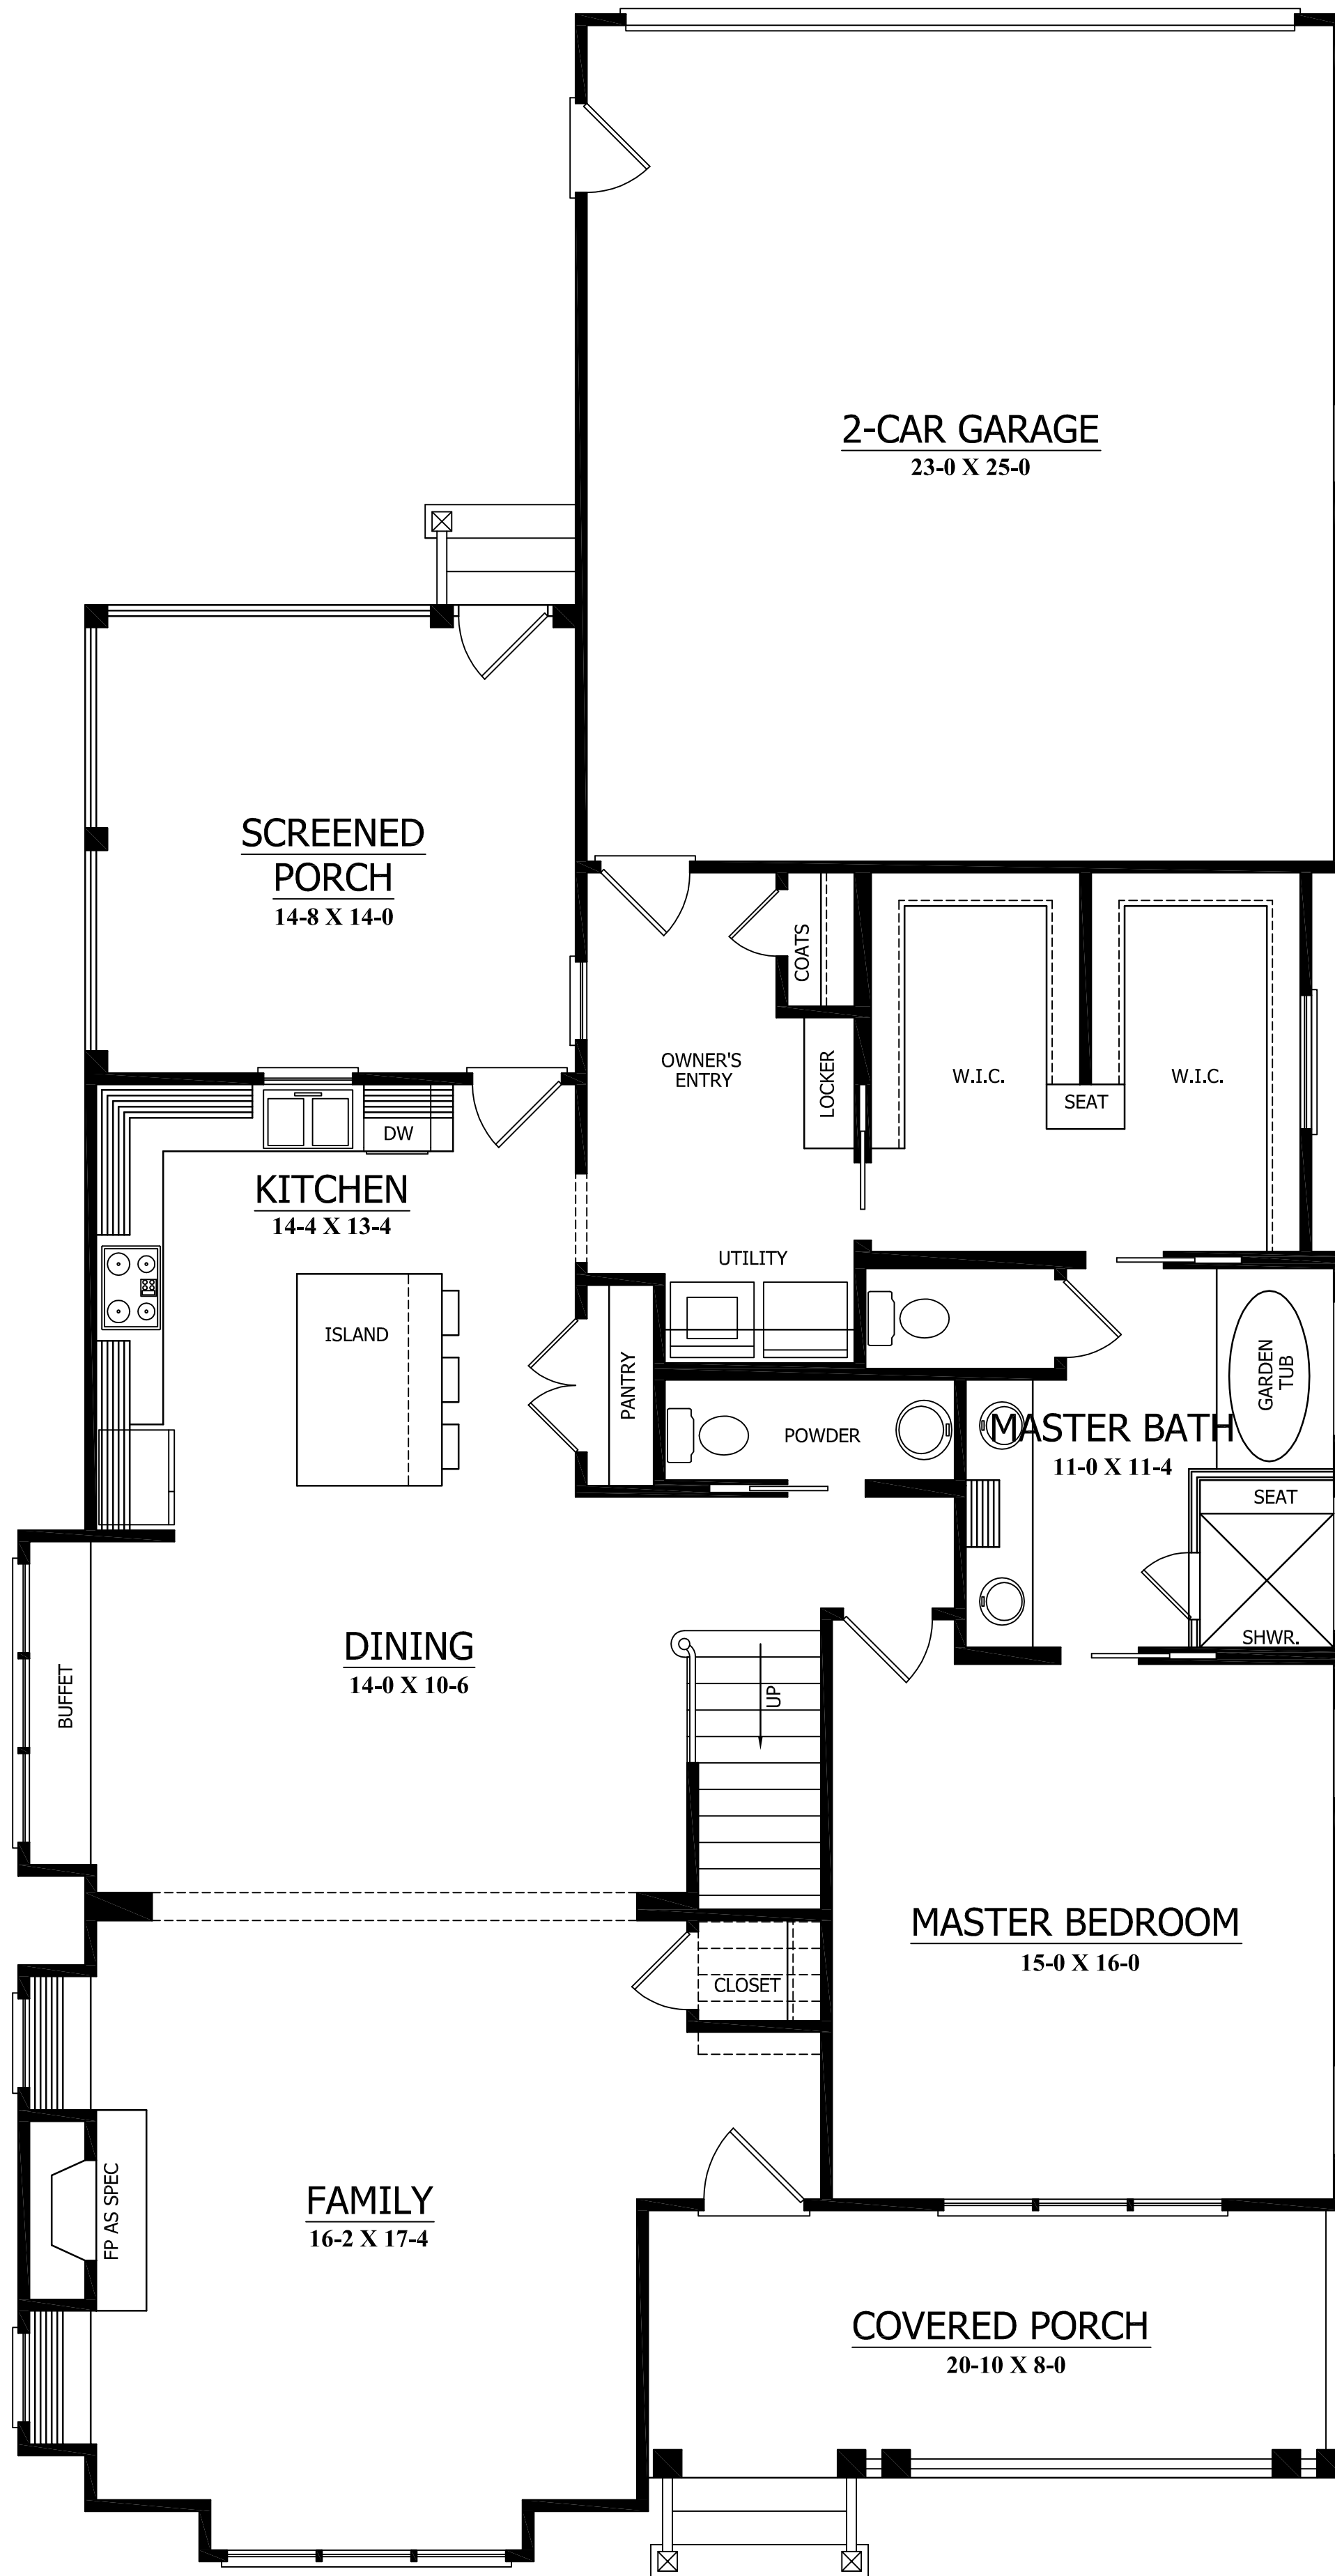 2-CAR GARAGE
23-0 X 25-0
SCREENED
PORCH
14-8 X 14-0
COATS
OWNER'S
ENTRY
LOCKER
W.I.C.
SEAT
W.I.C.
DW
KITCHEN
14-4 X 13-4
UTILITY
ISLAND
PANTRY
POWDER
GARDEN
TUB
MASTER BATH
11-0 X 11-4
SEAT
SHWR.
DINING
14-0 X 10-6
BUFFET
UP
MASTER BEDROOM
15-0 X 16-0
CLOSET
FP AS SPEC
FAMILY
16-2 X 17-4
COVERED PORCH
20-10 X 8-0